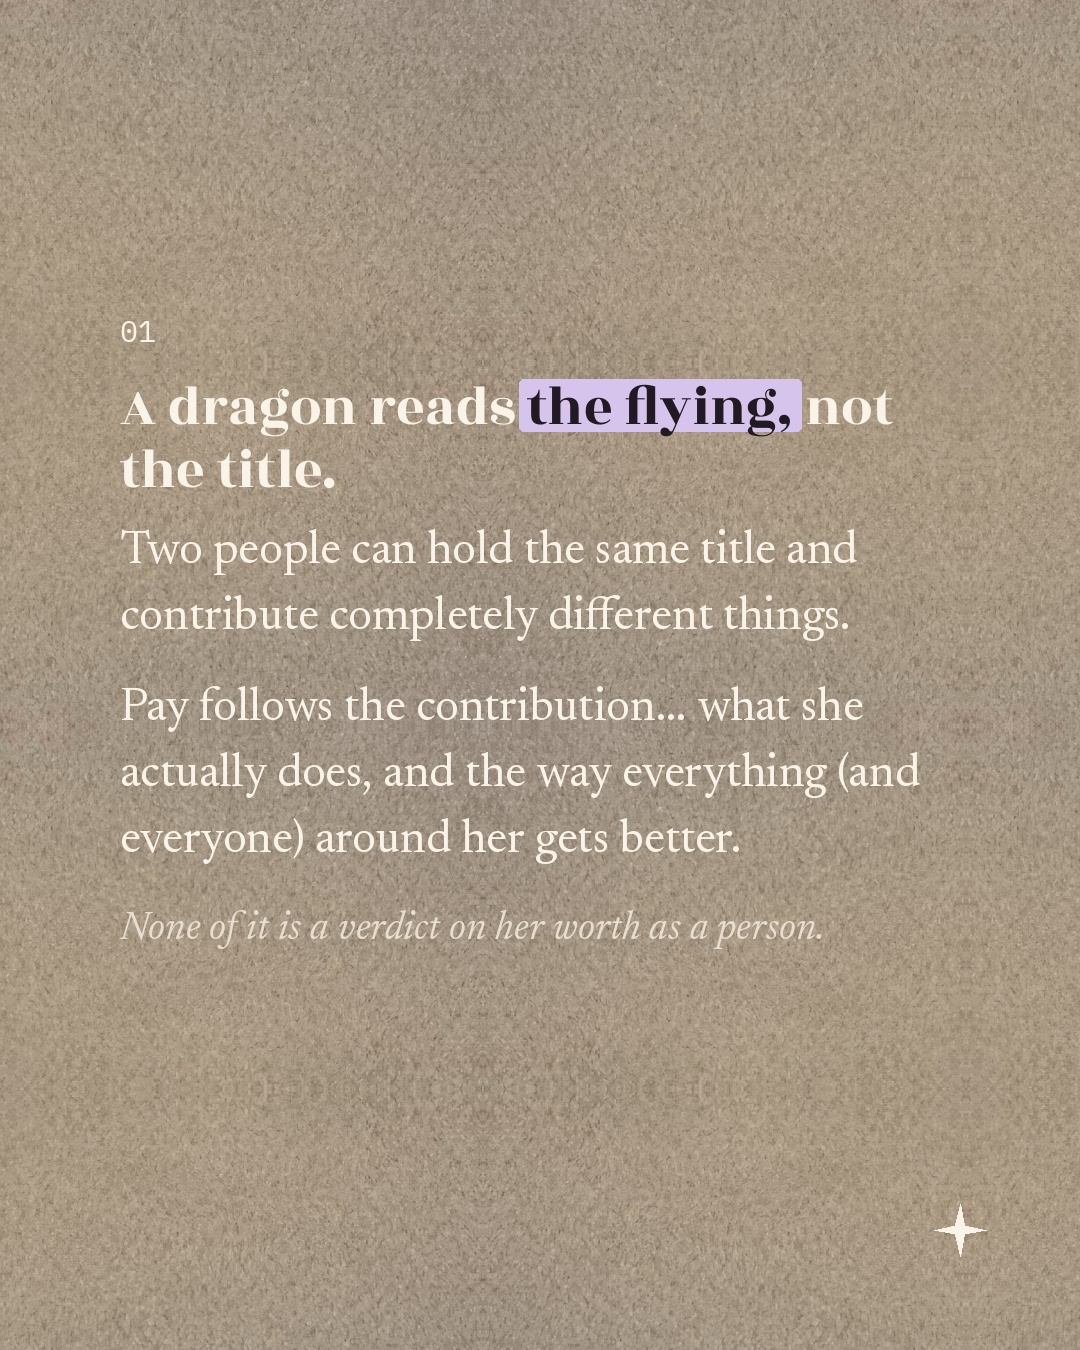 01
A dragon reads the flying, not
the title.
Two people can hold the same title and
contribute completely different things.
Pay follows the contribution... what she
actually does, and the way everything (and
everyone) around her gets better.
None of it is a verdict on her worth as a person.